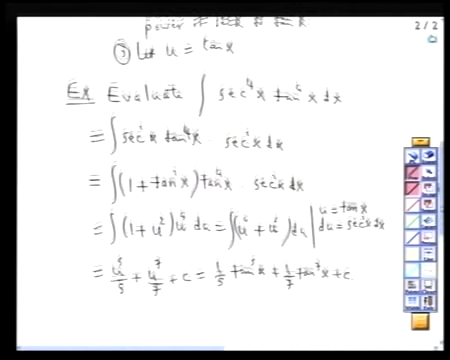 2/2
③ Let u = tan x
Ex Evaluate ∫ sec⁴x tan⁴x dx
= ∫ sec²x tan⁴x · sec²x dx
= ∫ (1 + tan²x) tan⁴x · sec²x dx
= ∫ (1 + u²) u⁴ du = ∫ (u⁴ + u⁶) du | u = tan x
du = sec²x dx
= u⁵/5 + u⁷/7 + c = 1/5 tan⁵x + 1/7 tan⁷x + c